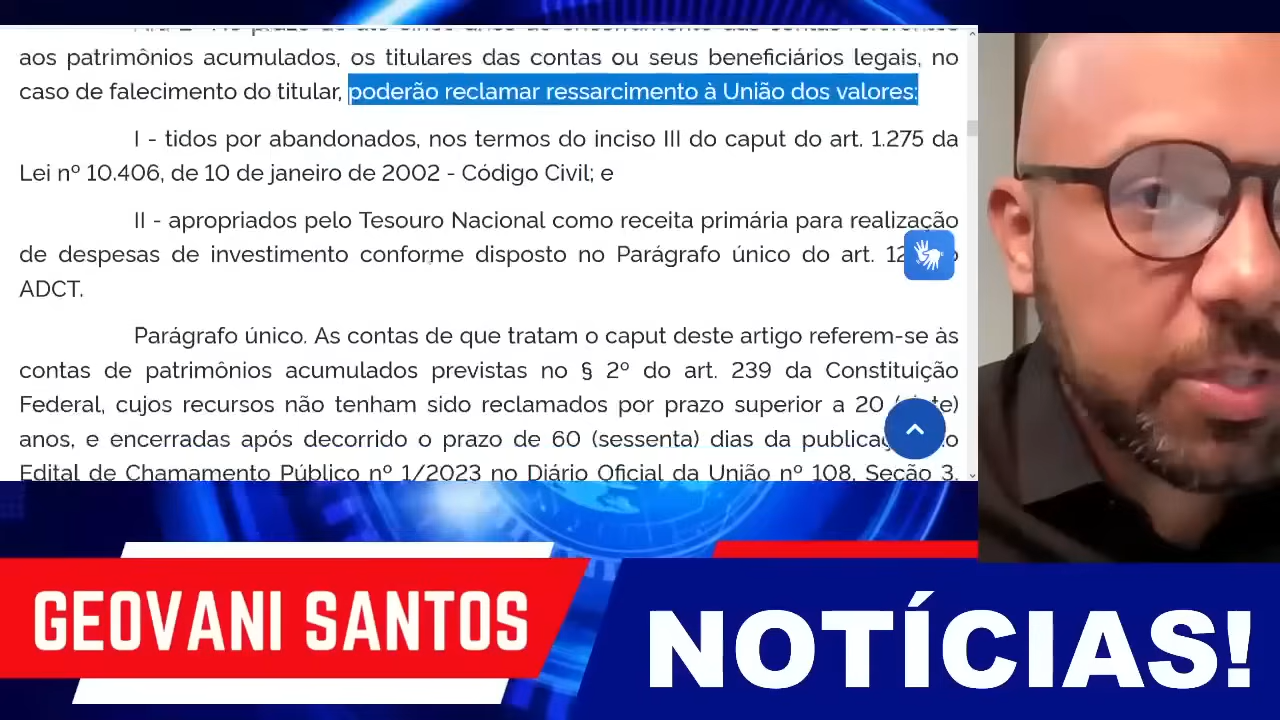 aos patrimônios acumulados, os titulares das contas ou seus beneficiários legais, no
caso de falecimento do titular, poderão reclamar ressarcimento à União dos valores:
I - tidos por abandonados, nos termos do inciso III do caput do art. 1.275 da
Lei nº 10.406, de 10 de janeiro de 2002 - Código Civil; e
II - apropriados pelo Tesouro Nacional como receita primária para realização
de despesas de investimento conforme disposto no Parágrafo único do art.
ADCT.
Parágrafo único. As contas de que tratam o caput deste artigo referem-se às
contas de patrimônios acumulados previstas no § 2º do art. 239 da Constituição
Federal, cujos recursos não tenham sido reclamados por prazo superior a 20
anos, e encerradas após decorrido o prazo de 60 (sessenta) dias da
Edital de Chamamento Público nº 1/2023 no Diário Oficial da União nº 108, Seção 3,
GEOVANI SANTOS
NOTÍCIAS!